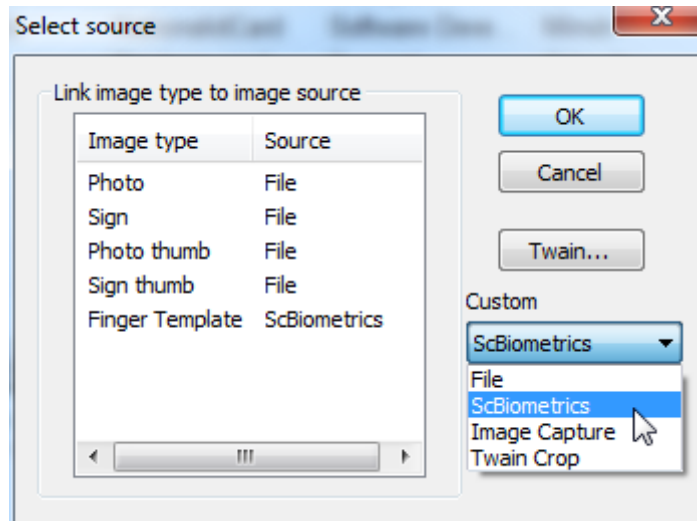 Select source
Link image type to image source
Image type Source
Photo File
Sign File
Photo thumb File
Sign thumb File
Finger Template ScBiometrics
OK
Cancel
Twain...
Custom
ScBiometrics
File
ScBiometrics
Image Capture
Twain Crop